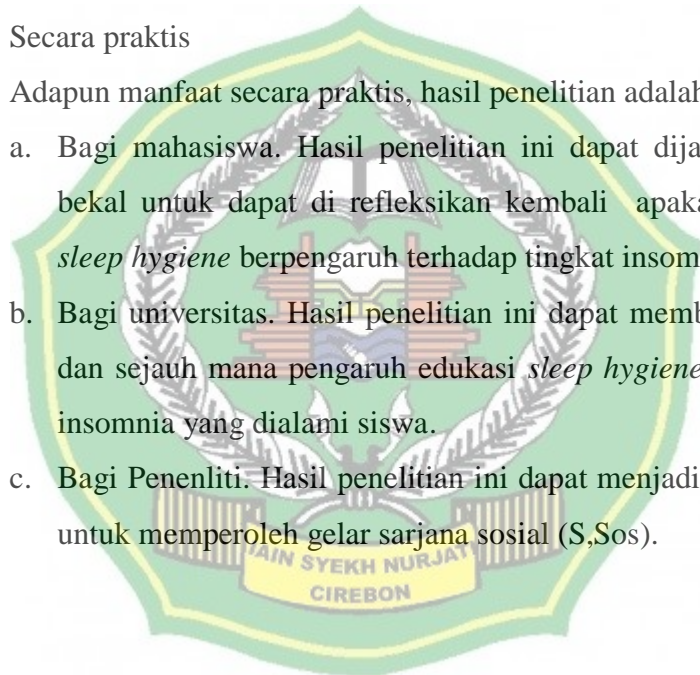 Secara praktis
Adapun manfaat secara praktis, hasil penelitian adalah
a. Bagi mahasiswa. Hasil penelitian ini dapat dija
bekal untuk dapat di refleksikan kembali apaka
sleep hygiene berpengaruh terhadap tingkat insom
b. Bagi universitas. Hasil penelitian ini dapat memb
dan sejauh mana pengaruh edukasi sleep hygiene
insomnia yang dialami siswa.
c. Bagi Penenliti. Hasil penelitian ini dapat menjadi
untuk memperoleh gelar sarjana sosial (S,Sos).
IAIN SYEKH NURJATI
CIREBON